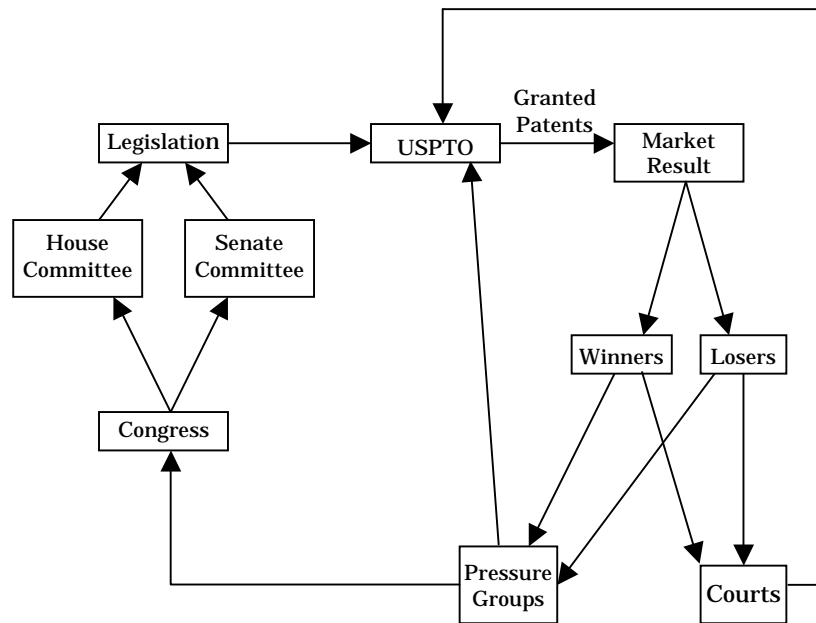 Granted
Patents
Legislation
USPTO
Market
Result
House
Committee
Senate
Committee
Winners
Losers
Congress
Pressure
Groups
Courts